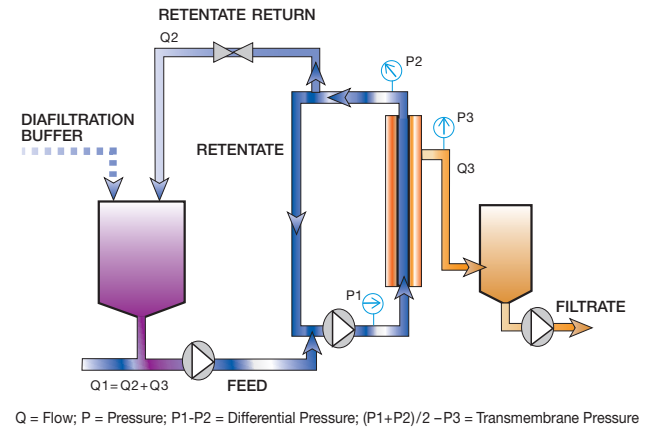 RETENTATE RETURN
Q2
P2
DIAFILTRATION
BUFFER
P3
RETENTATE
Q3
P1
FILTRATE
Q1=Q2+Q3
FEED
Q = Flow; P = Pressure; P1-P2 = Differential Pressure; (P1+P2)/2 –P3 = Transmembrane Pressure